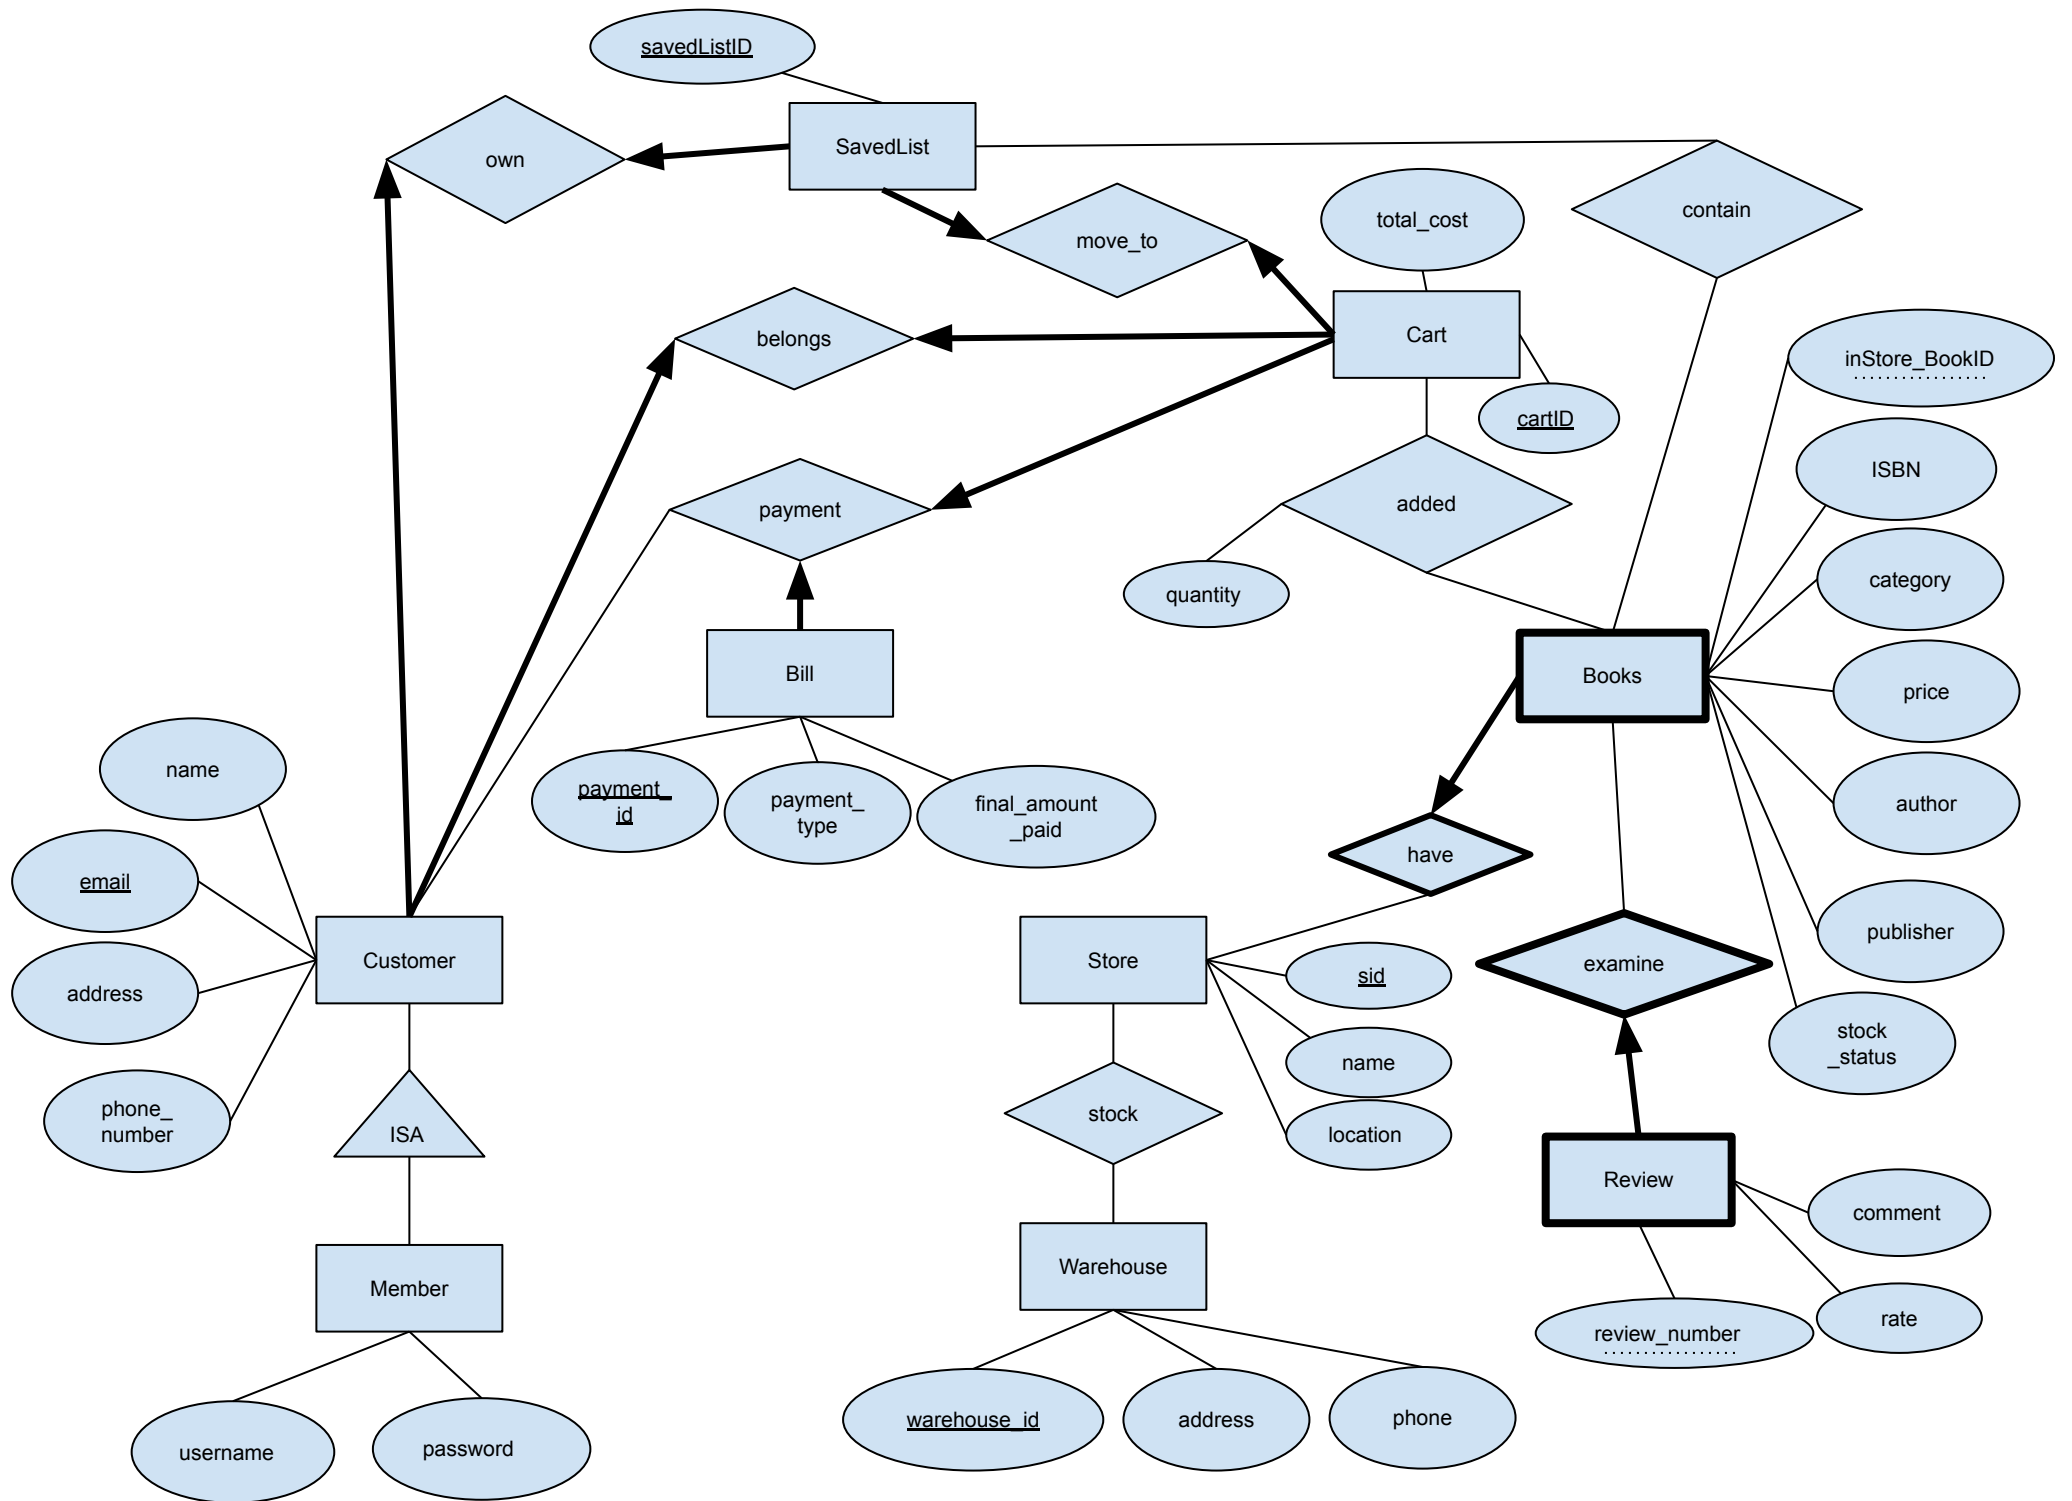 savedListID
SavedList
own
contain
total_cost
move_to
belongs
Cart
inStore_BookID
cartID
ISBN
payment
added
category
quantity
Bill
Books
price
name
payment_
id
payment_
type
final_amount
_paid
author
have
email
publisher
Customer
Store
examine
sid
address
stock
_status
name
phone_
number
stock
ISA
location
Review
comment
Warehouse
Member
rate
review_number
warehouse_id
address
phone
username
password